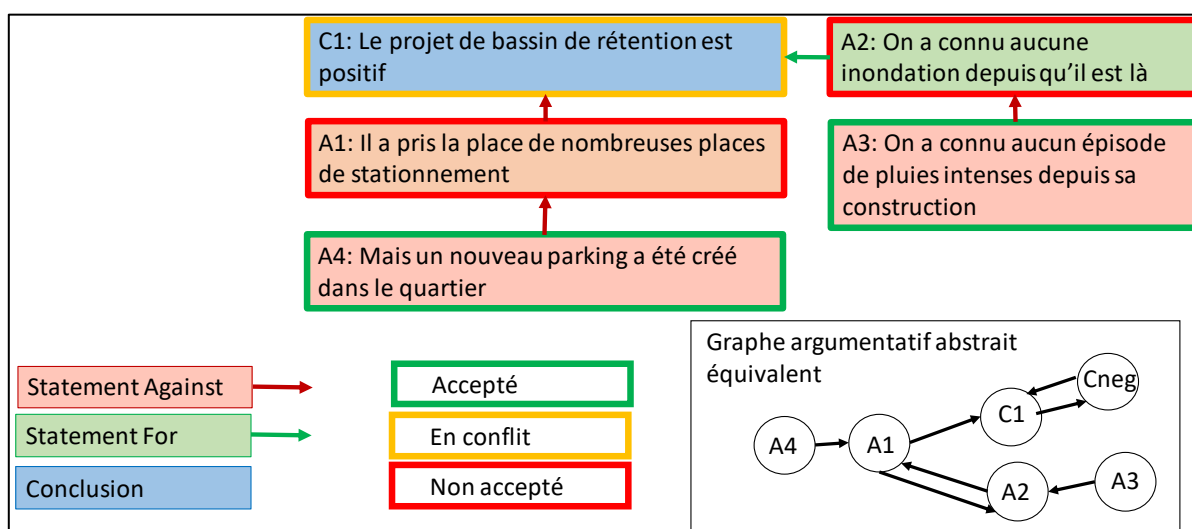 C1: Le projet de bassin de rétention est
positif
A2: On a connu aucune
inondation depuis qu’il est là
A1: Il a pris la place de nombreuses places
de stationnement
A3: On a connu aucun épisode
de pluies intenses depuis sa
construction
A4: Mais un nouveau parking a été créé
dans le quartier
Statement Against
Statement For
Conclusion
Accepté
En conflit
Non accepté
Graphe argumentatif abstrait
équivalent
Cneg
C1
A4
A1
A2
A3